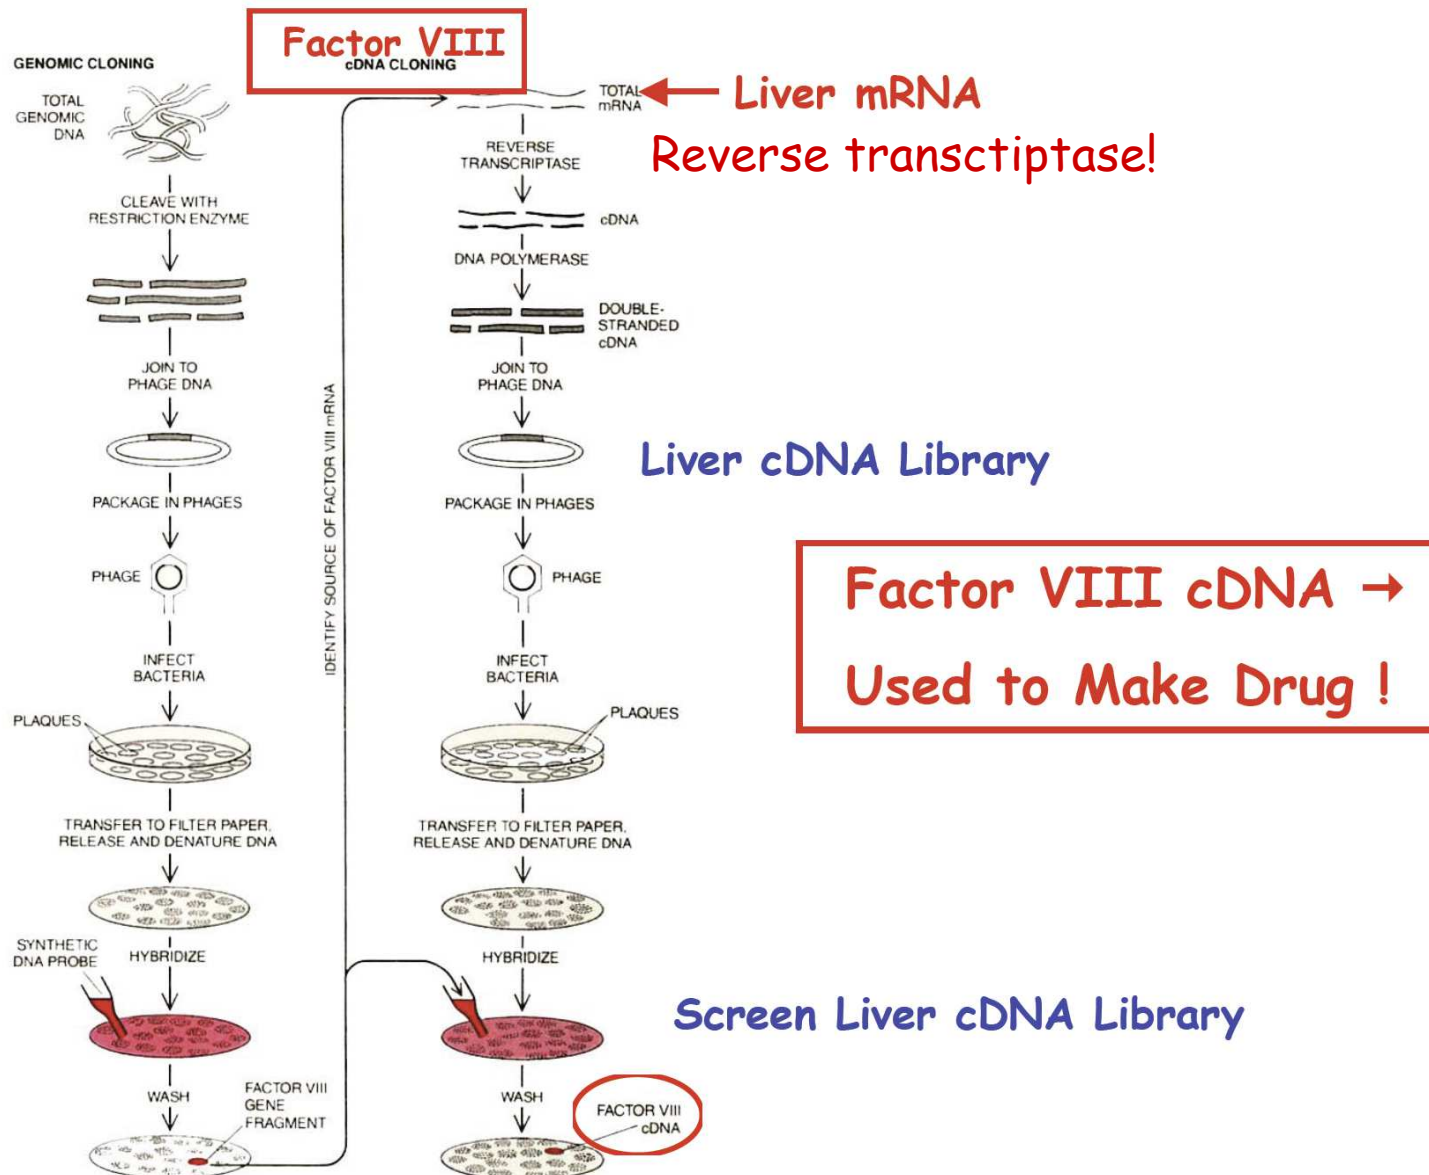 Factor VIII
GENOMIC CLONING
TOTAL
GENOMIC
DNA
CLEAVE WITH
RESTRICTION ENZYME
JOIN TO
PHAGE DNA
PACKAGE IN PHAGES
PHAGE
INFECT
BACTERIA
PLAQUES
TRANSFER TO FILTER PAPER,
RELEASE AND DENATURE DNA
SYNTHETIC
DNA PROBE
HYBRIDIZE
WASH
FACTOR VIII
GENE
FRAGMENT
IDENTIFY SOURCE OF FACTOR VIII mRNA
cDNA CLONING
TOTAL
mRNA
Liver mRNA
REVERSE
TRANSCRIPTASE
Reverse transctiptase!
cDNA
DNA POLYMERASE
DOUBLE-
STRANDED
cDNA
JOIN TO
PHAGE DNA
Liver cDNA Library
PACKAGE IN PHAGES
PHAGE
INFECT
BACTERIA
PLAQUES
TRANSFER TO FILTER PAPER,
RELEASE AND DENATURE DNA
HYBRIDIZE
Screen Liver cDNA Library
WASH
FACTOR VIII
cDNA
Factor VIII cDNA →
Used to Make Drug !